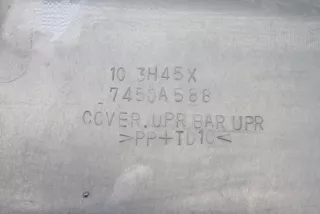 10 3H45X
7450A588
COVER.UPR BAR UPR
>PP+TD10<